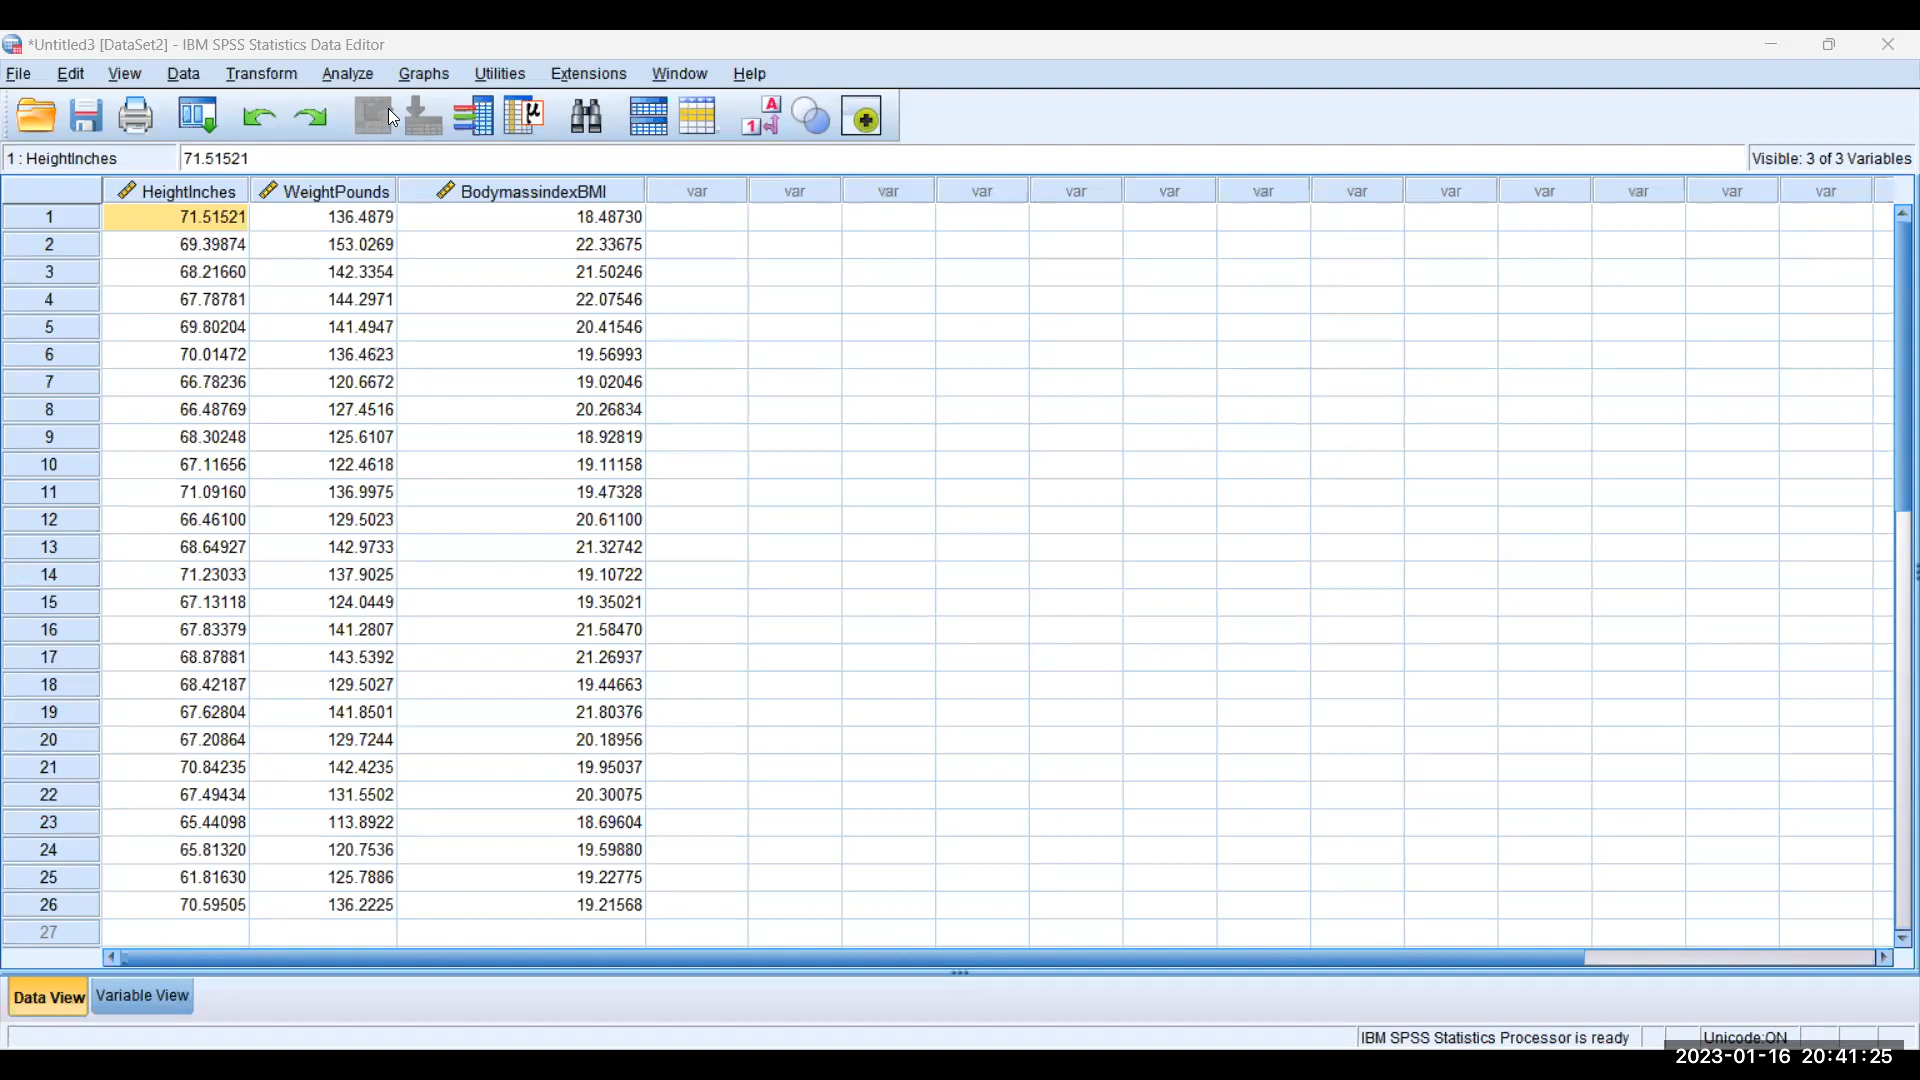 *Untitled3 [DataSet2] - IBM SPSS Statistics Data Editor
File Edit View Data Transform Analyze Graphs Utilities Extensions Window Help
1 : HeightInches 71.51521 Visible: 3 of 3 Variables
HeightInches WeightPounds BodymassindexBMI var var var var var var var var var var var var var
1 71.51521 136.4879 18.48730
2 69.39874 153.0269 22.33675
3 68.21660 142.3354 21.50246
4 67.78781 144.2971 22.07546
5 69.80204 141.4947 20.41546
6 70.01472 136.4623 19.56993
7 66.78236 120.6672 19.02046
8 66.48769 127.4516 20.26834
9 68.30248 125.6107 18.92819
10 67.11656 122.4618 19.11158
11 71.09160 136.9975 19.47328
12 66.46100 129.5023 20.61100
13 68.64927 142.9733 21.32742
14 71.23033 137.9025 19.10722
15 67.13118 124.0449 19.35021
16 67.83379 141.2807 21.58470
17 68.87881 143.5392 21.26937
18 68.42187 129.5027 19.44663
19 67.62804 141.8501 21.80376
20 67.20864 129.7244 20.18956
21 70.84235 142.4235 19.95037
22 67.49434 131.5502 20.30075
23 65.44098 113.8922 18.69604
24 65.81320 120.7536 19.59880
25 61.81630 125.7886 19.22775
26 70.59505 136.2225 19.21568
27
Data View Variable View
IBM SPSS Statistics Processor is ready Unicode:ON
2023-01-16 20:41:25